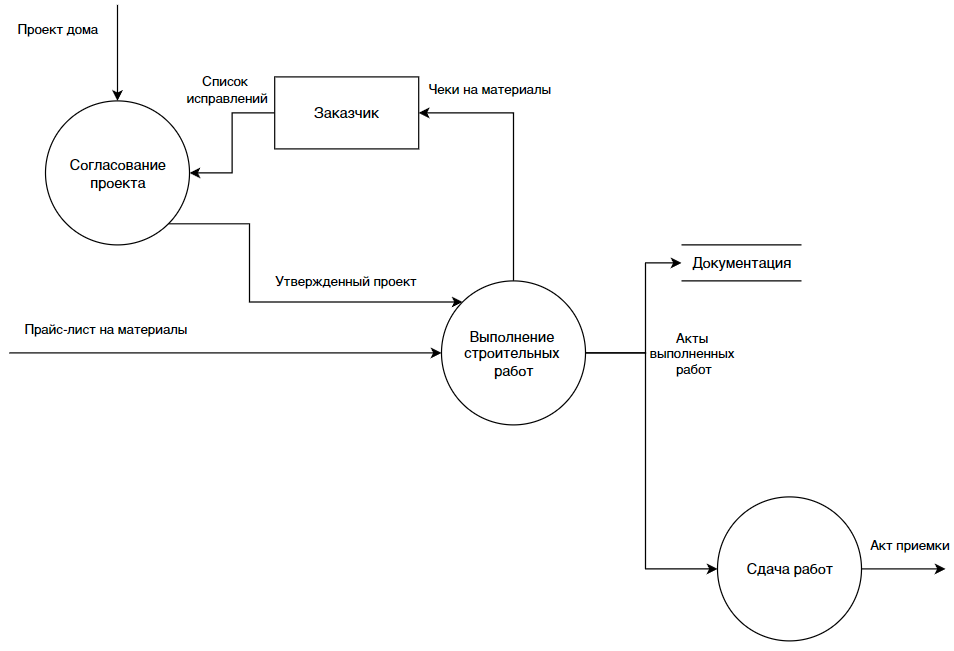 Проект дома
Список
исправлений
Заказчик
Чеки на материалы
Согласование
проекта
Утвержденный проект
Прайс-лист на материалы
Выполнение
строительных
работ
Документация
Акты
выполненных
работ
Сдача работ
Акт приемки